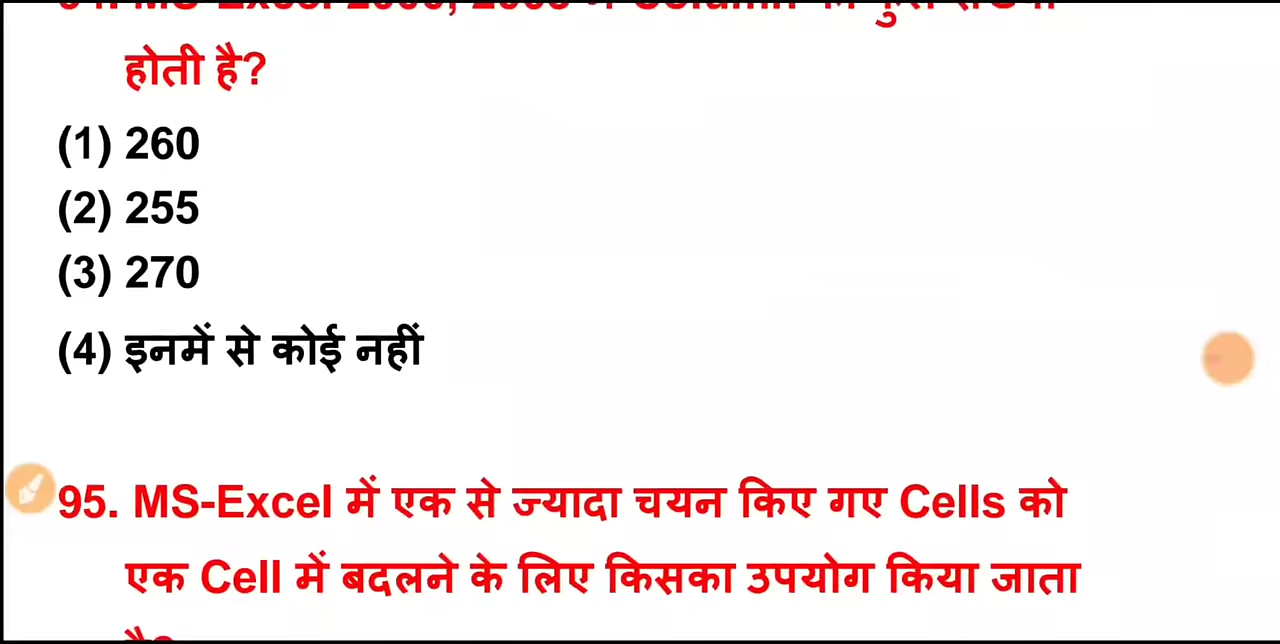 होती है?
(1) 260
(2) 255
(3) 270
(4) इनमें से कोई नहीं
95. MS-Excel में एक से ज्यादा चयन किए गए Cells को
एक Cell में बदलने के लिए किसका उपयोग किया जाता